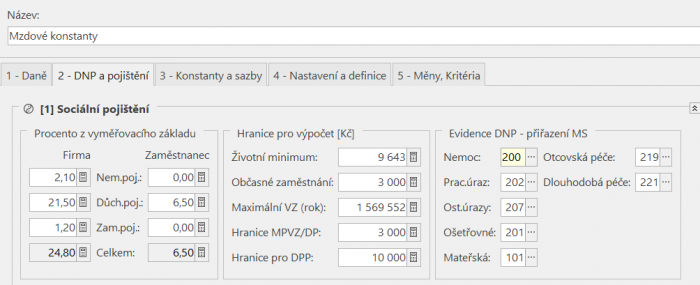 Název:
Mzdové konstanty
1 - Daně 2 - DNP a pojištění 3 - Konstanty a sazby 4 - Nastavení a definice 5 - Měny, Kritéria
[1] Sociální pojištění
Procento z vyměřovacího základu Hranice pro výpočet [Kč] Evidence DNP - přiřazení MS
Firma Zaměstnanec Životní minimum: 9 643 Nemoc: 200 ... Otcovská péče: 219 ...
2,10 Nem.poj.: 0,00 Občasné zaměstnání: 3 000 Prac.úraz: 202 ... Dlouhodobá péče: 221 ...
21,50 Důch.poj.: 6,50 Maximální VZ (rok): 1 569 552 Ost.úrazy: 207 ...
1,20 Zam.poj.: 0,00 Hranice MPVZ/DP: 3 000 Ošetřovné: 201 ...
24,80 Celkem: 6,50 Hranice pro DPP: 10 000 Mateřská: 101 ...